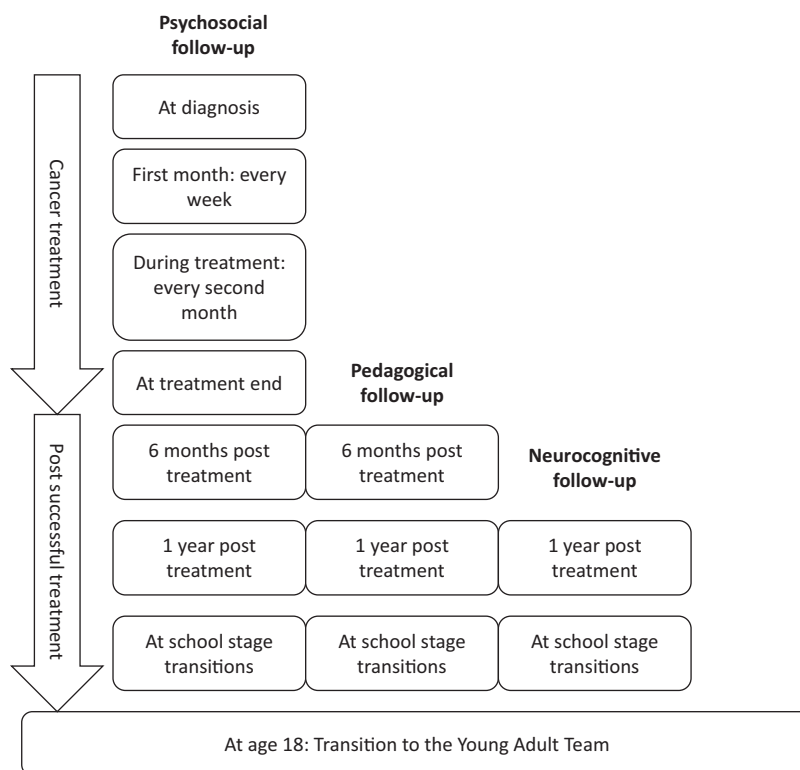 Psychosocial
follow-up
At diagnosis
Cancer treatment
First month: every
week
During treatment:
every second
month
At treatment end
Pedagogical
follow-up
Post successful treatment
6 months post
treatment
6 months post
treatment
Neurocognitive
follow-up
1 year post
treatment
1 year post
treatment
1 year post
treatment
At school stage
transitions
At school stage
transitions
At school stage
transitions
At age 18: Transition to the Young Adult Team